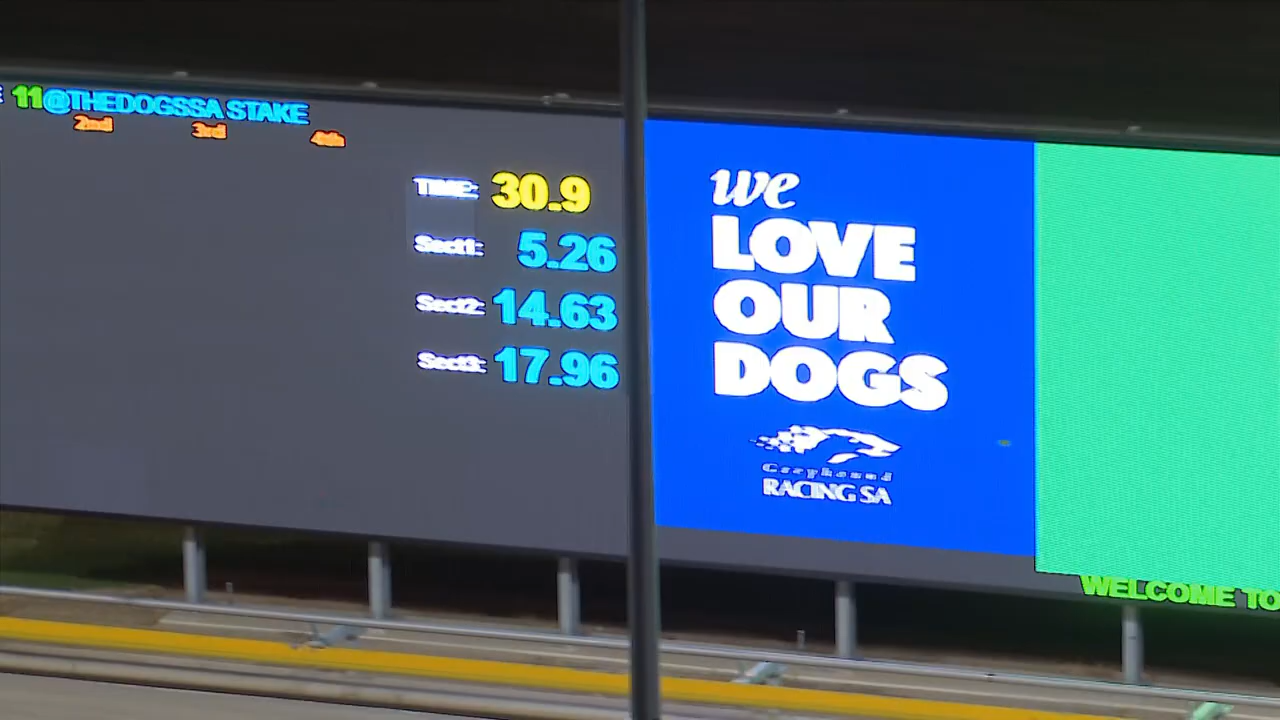 11@THEDOGSSA STAKE
2nd 3rd 4th
TIME: 30.9
Sect1: 5.26
Sect2: 14.63
Sect3: 17.96
we
LOVE
OUR
DOGS
Greyhound
RACING SA
WELCOME TO